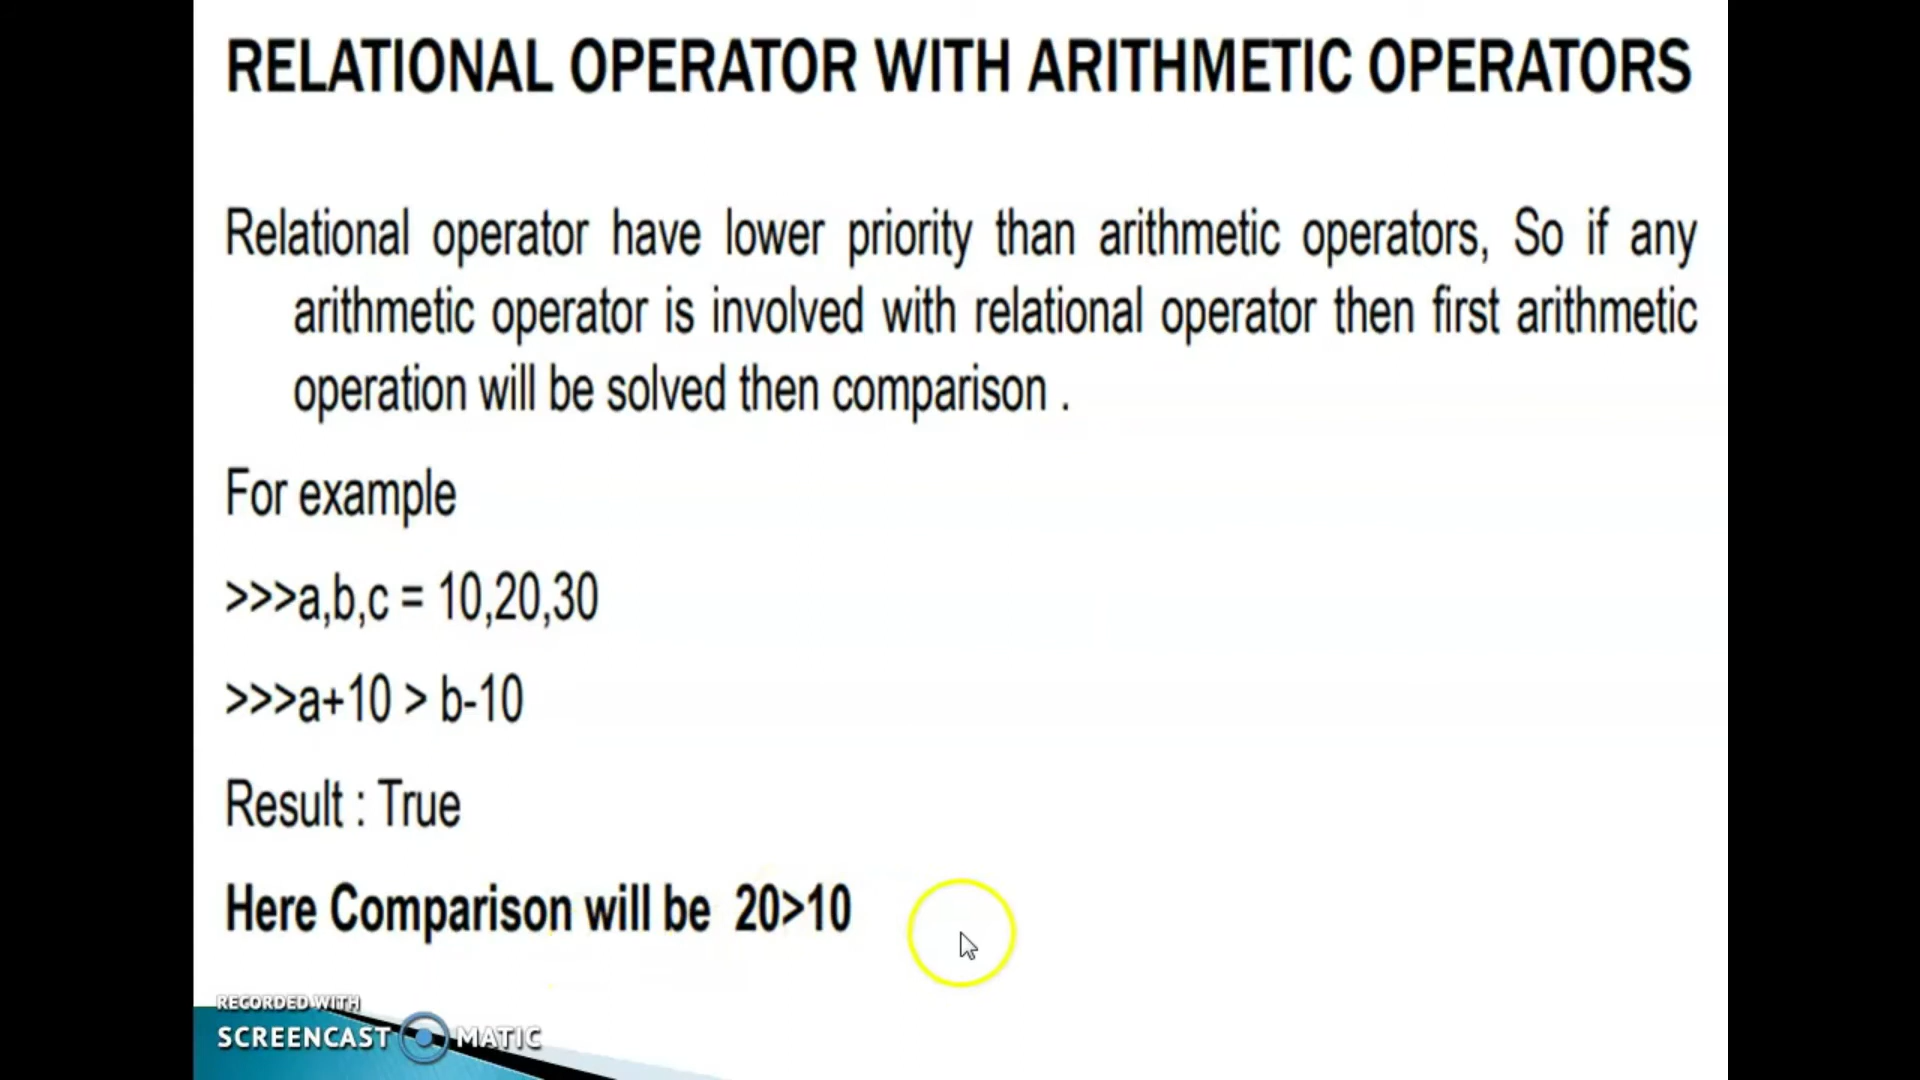 RELATIONAL OPERATOR WITH ARITHMETIC OPERATORS
Relational operator have lower priority than arithmetic operators, So if any
arithmetic operator is involved with relational operator then first arithmetic
operation will be solved then comparison .
For example
>>>a,b,c = 10,20,30
>>>a+10 > b-10
Result : True
Here Comparison will be 20>10
RECORDED WITH
SCREENCAST MATIC